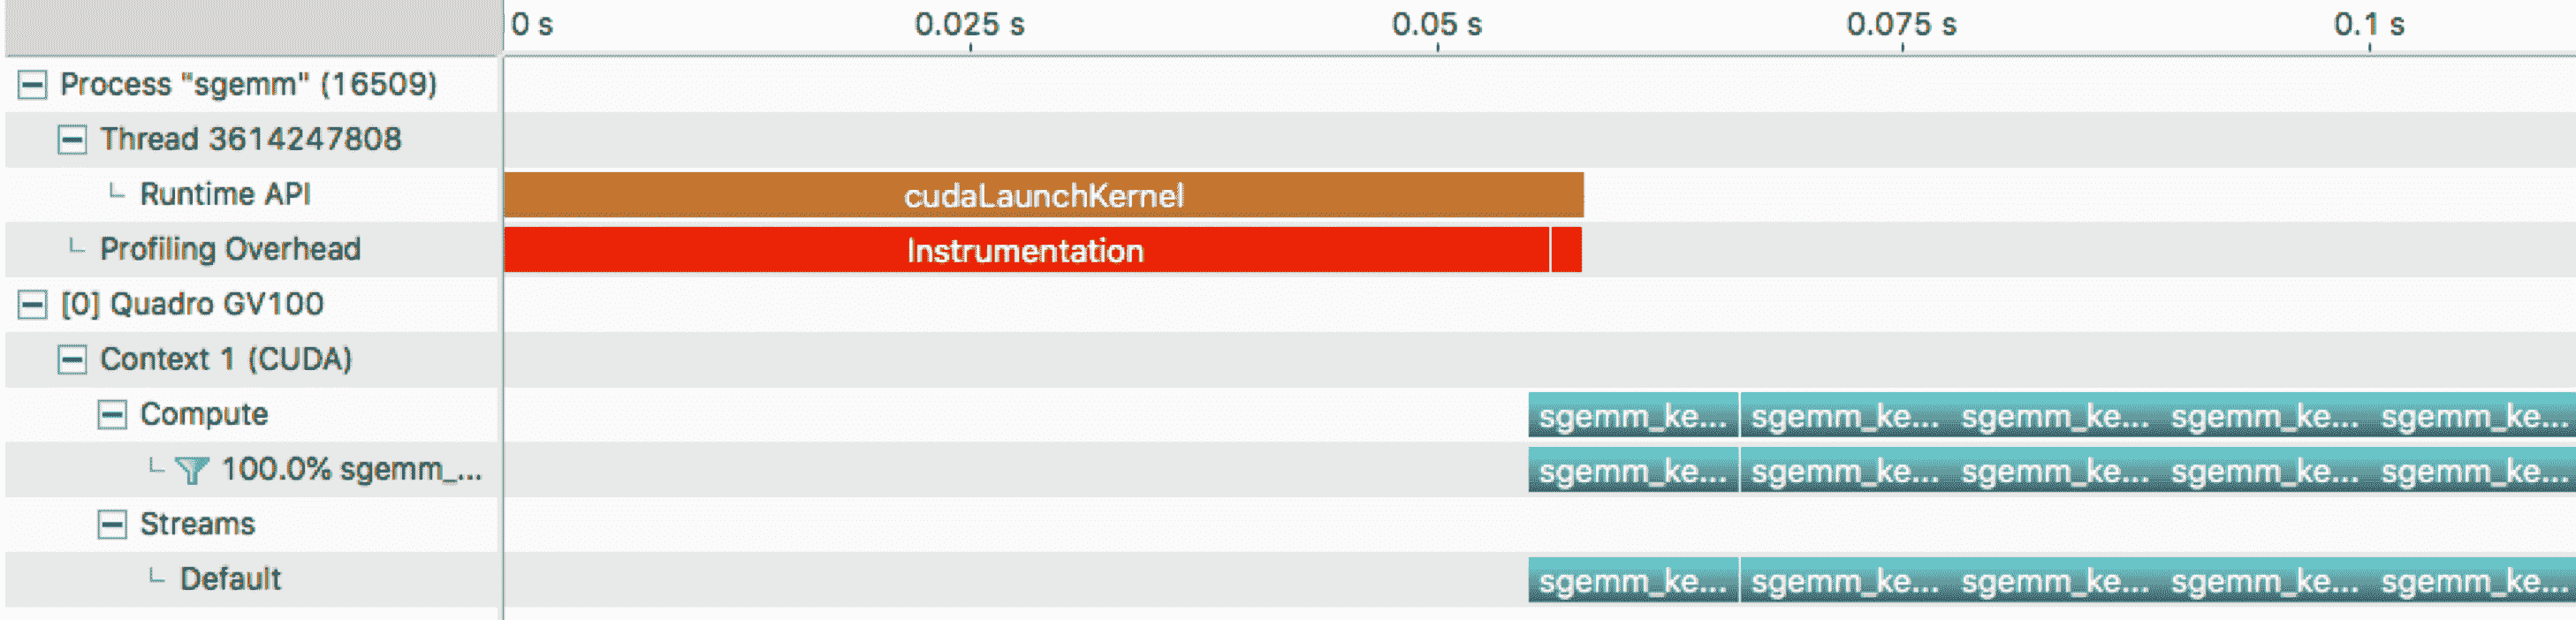 0 s 0.025 s 0.05 s 0.075 s 0.1 s
Process "sgemm" (16509)
Thread 3614247808
Runtime API cudaLaunchKernel
Profiling Overhead Instrumentation
[0] Quadro GV100
Context 1 (CUDA)
Compute sgemm_ke... sgemm_ke... sgemm_ke... sgemm_ke... sgemm_ke...
100.0% sgemm_... sgemm_ke... sgemm_ke... sgemm_ke... sgemm_ke... sgemm_ke...
Streams
Default sgemm_ke... sgemm_ke... sgemm_ke... sgemm_ke... sgemm_ke...